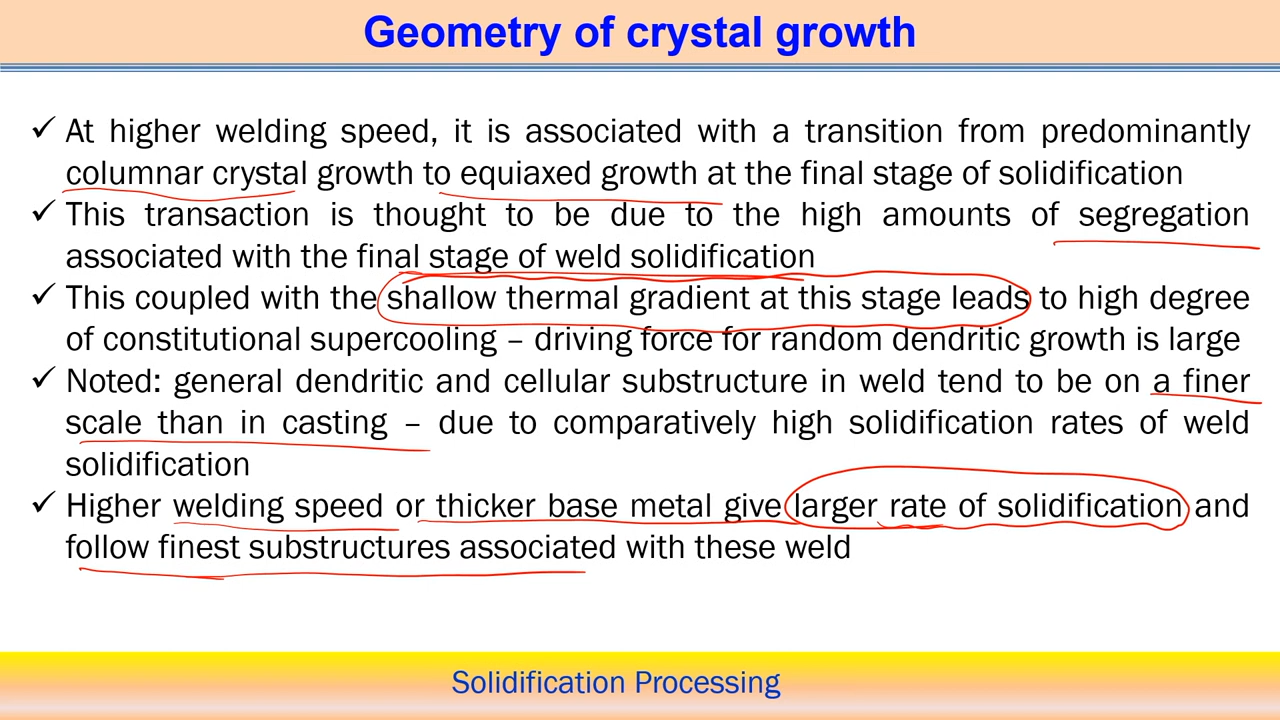 Geometry of crystal growth
✓ At higher welding speed, it is associated with a transition from predominantly
columnar crystal growth to equiaxed growth at the final stage of solidification
✓ This transaction is thought to be due to the high amounts of segregation
associated with the final stage of weld solidification
✓ This coupled with the shallow thermal gradient at this stage leads to high degree
of constitutional supercooling – driving force for random dendritic growth is large
✓ Noted: general dendritic and cellular substructure in weld tend to be on a finer
scale than in casting – due to comparatively high solidification rates of weld
solidification
✓ Higher welding speed or thicker base metal give larger rate of solidification and
follow finest substructures associated with these weld
Solidification Processing